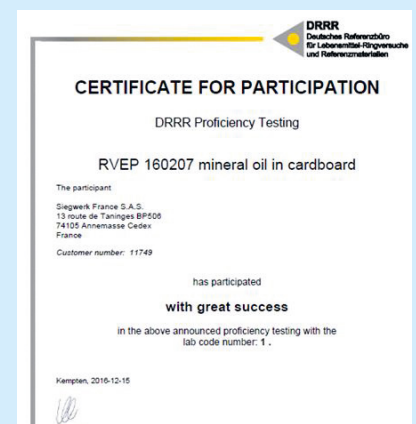 DRRR
Deutsches Referenzbüro
für Lebensmittel-Ringversuche
und Referenzmaterialien
CERTIFICATE FOR PARTICIPATION
DRRR Proficiency Testing
RVEP 160207 mineral oil in cardboard
The participant
Siegwerk France S.A.S.
13 route de Taninges BP506
74105 Annemasse Cedex
France
Customer number: 11749
has participated
with great success
in the above announced proficiency testing with the
lab code number: 1 .
Kempten, 2016-12-15